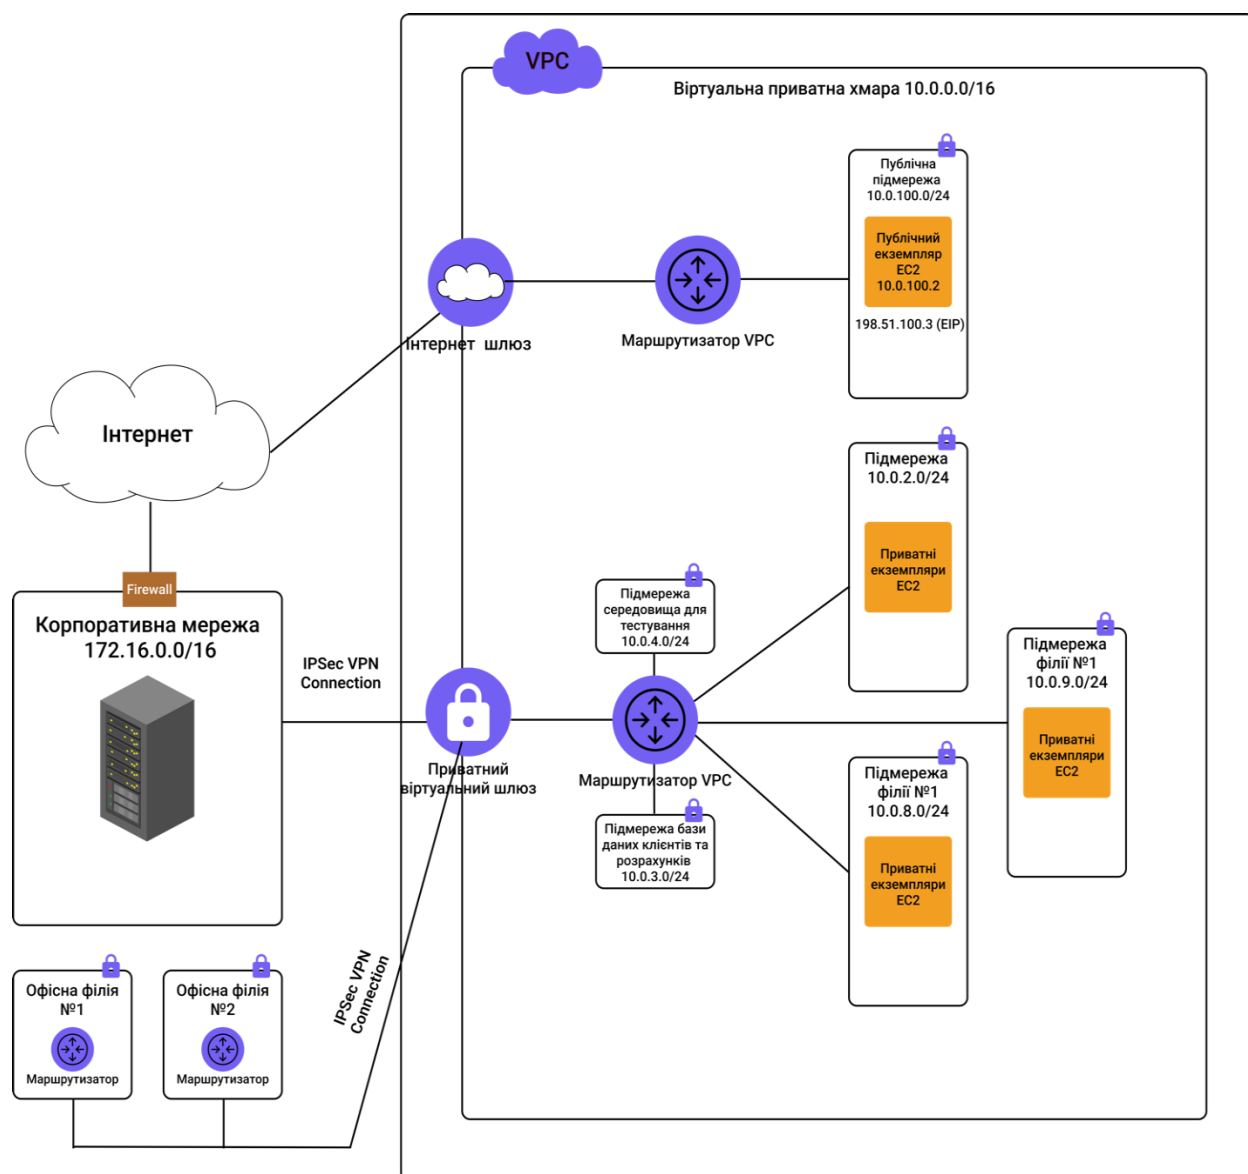 VPC
Віртуальна приватна хмара 10.0.0.0/16
Публічна
підмережа
10.0.100.0/24
Публічний
екземпляр
EC2
10.0.100.2
198.51.100.3 (EIP)
Інтернет шлюз
Маршрутизатор VPC
Інтернет
Підмережа
10.0.2.0/24
Приватні
екземпляри
EC2
Firewall
Корпоративна мережа
172.16.0.0/16
IPSec VPN
Connection
Підмережа
середовища для
тестування
10.0.4.0/24
Підмережа
філії №1
10.0.9.0/24
Приватні
екземпляри
EC2
Приватний
віртуальний шлюз
Маршрутизатор VPC
Підмережа
філії №1
10.0.8.0/24
Приватні
екземпляри
EC2
Підмережа бази
даних клієнтів та
розрахунків
10.0.3.0/24
IPSec VPN
Connection
Офісна філія
№1
Маршрутизатор
Офісна філія
№2
Маршрутизатор